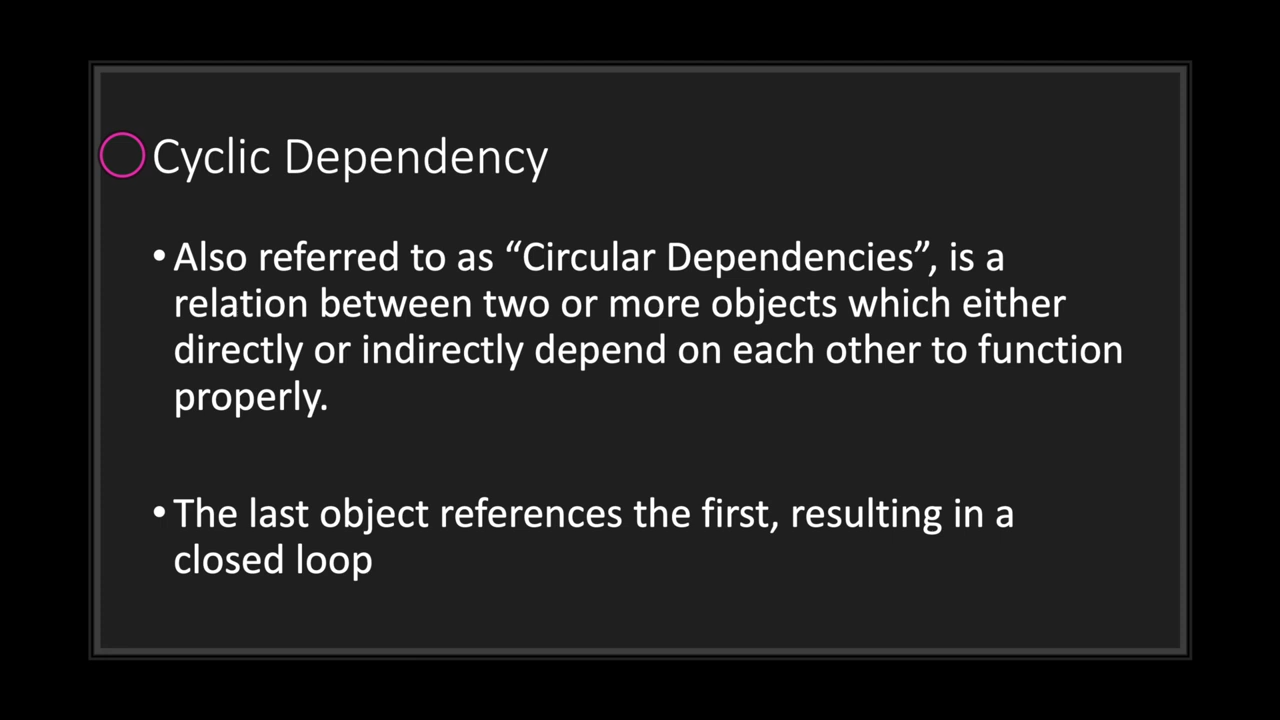 Cyclic Dependency
• Also referred to as “Circular Dependencies”, is a
relation between two or more objects which either
directly or indirectly depend on each other to function
properly.
• The last object references the first, resulting in a
closed loop